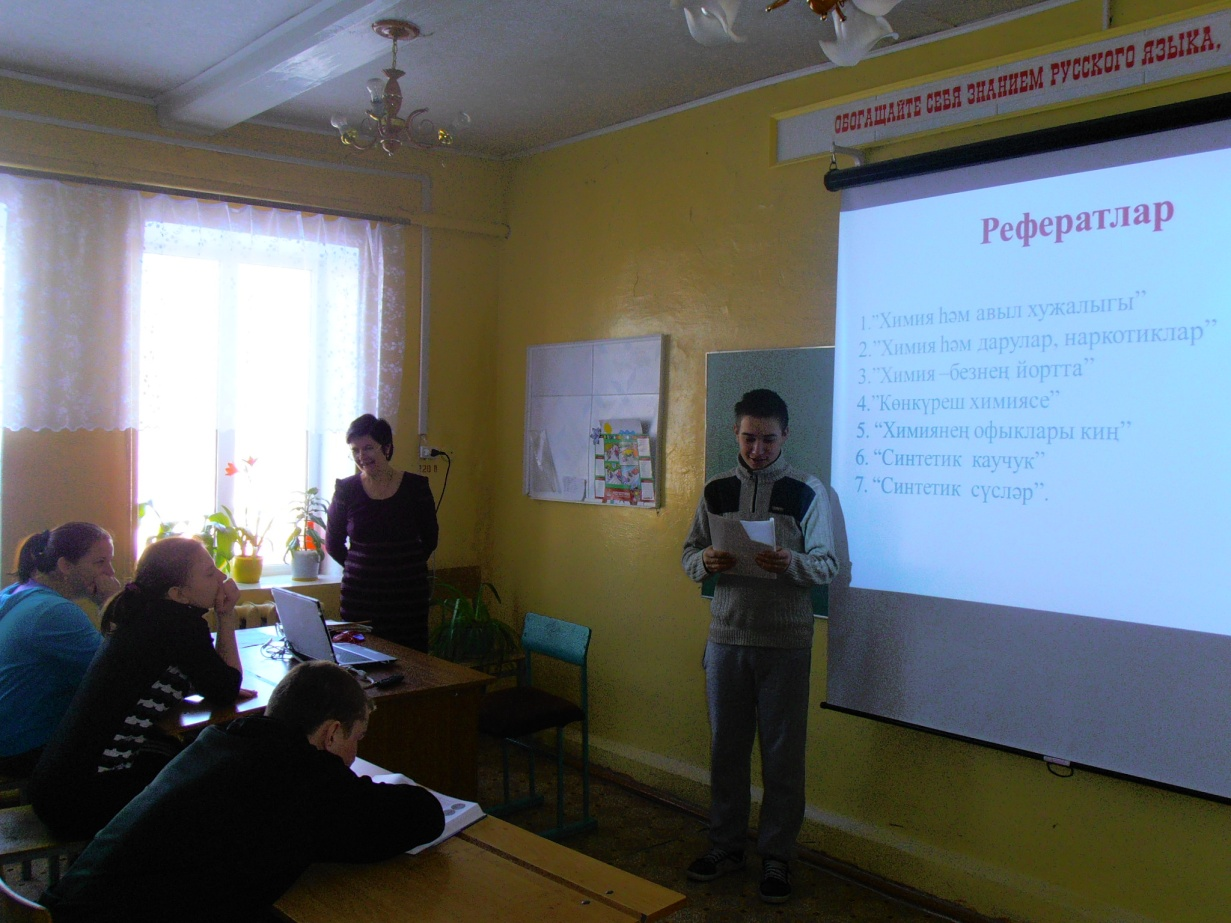 ОБОГАЩАЙТЕ СЕБЯ ЗНАНИЕМ РУССКОГО ЯЗЫКА,
Рефератлар
1.”Химия һәм авыл хуҗалыгы”
2.”Химия һәм дарулар, наркотиклар”
3.”Химия –безнең йортта”
4.”Көнкүреш химиясе”
5. “Химиянең офыклары киң”
6. “Синтетик каучук”
7. “Синтетик сүсләр”.